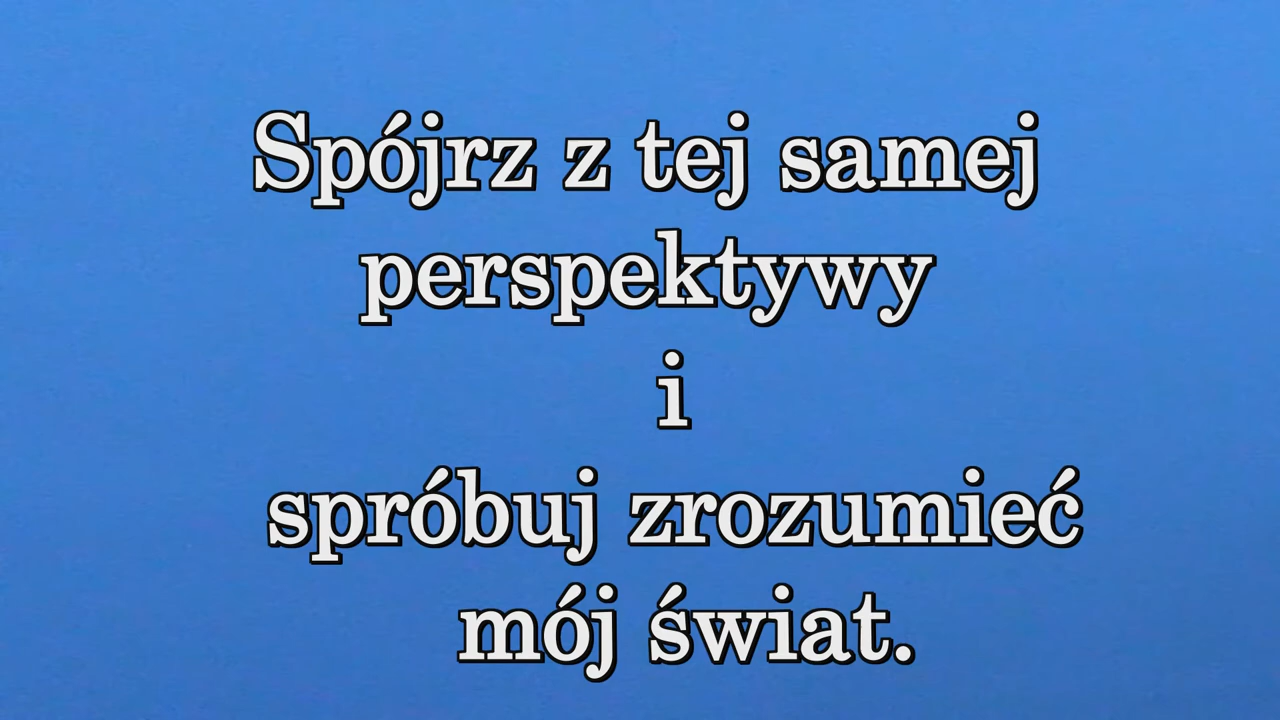 Spójrz z tej samej
perspektywy
i
spróbuj zrozumieć
mój świat.